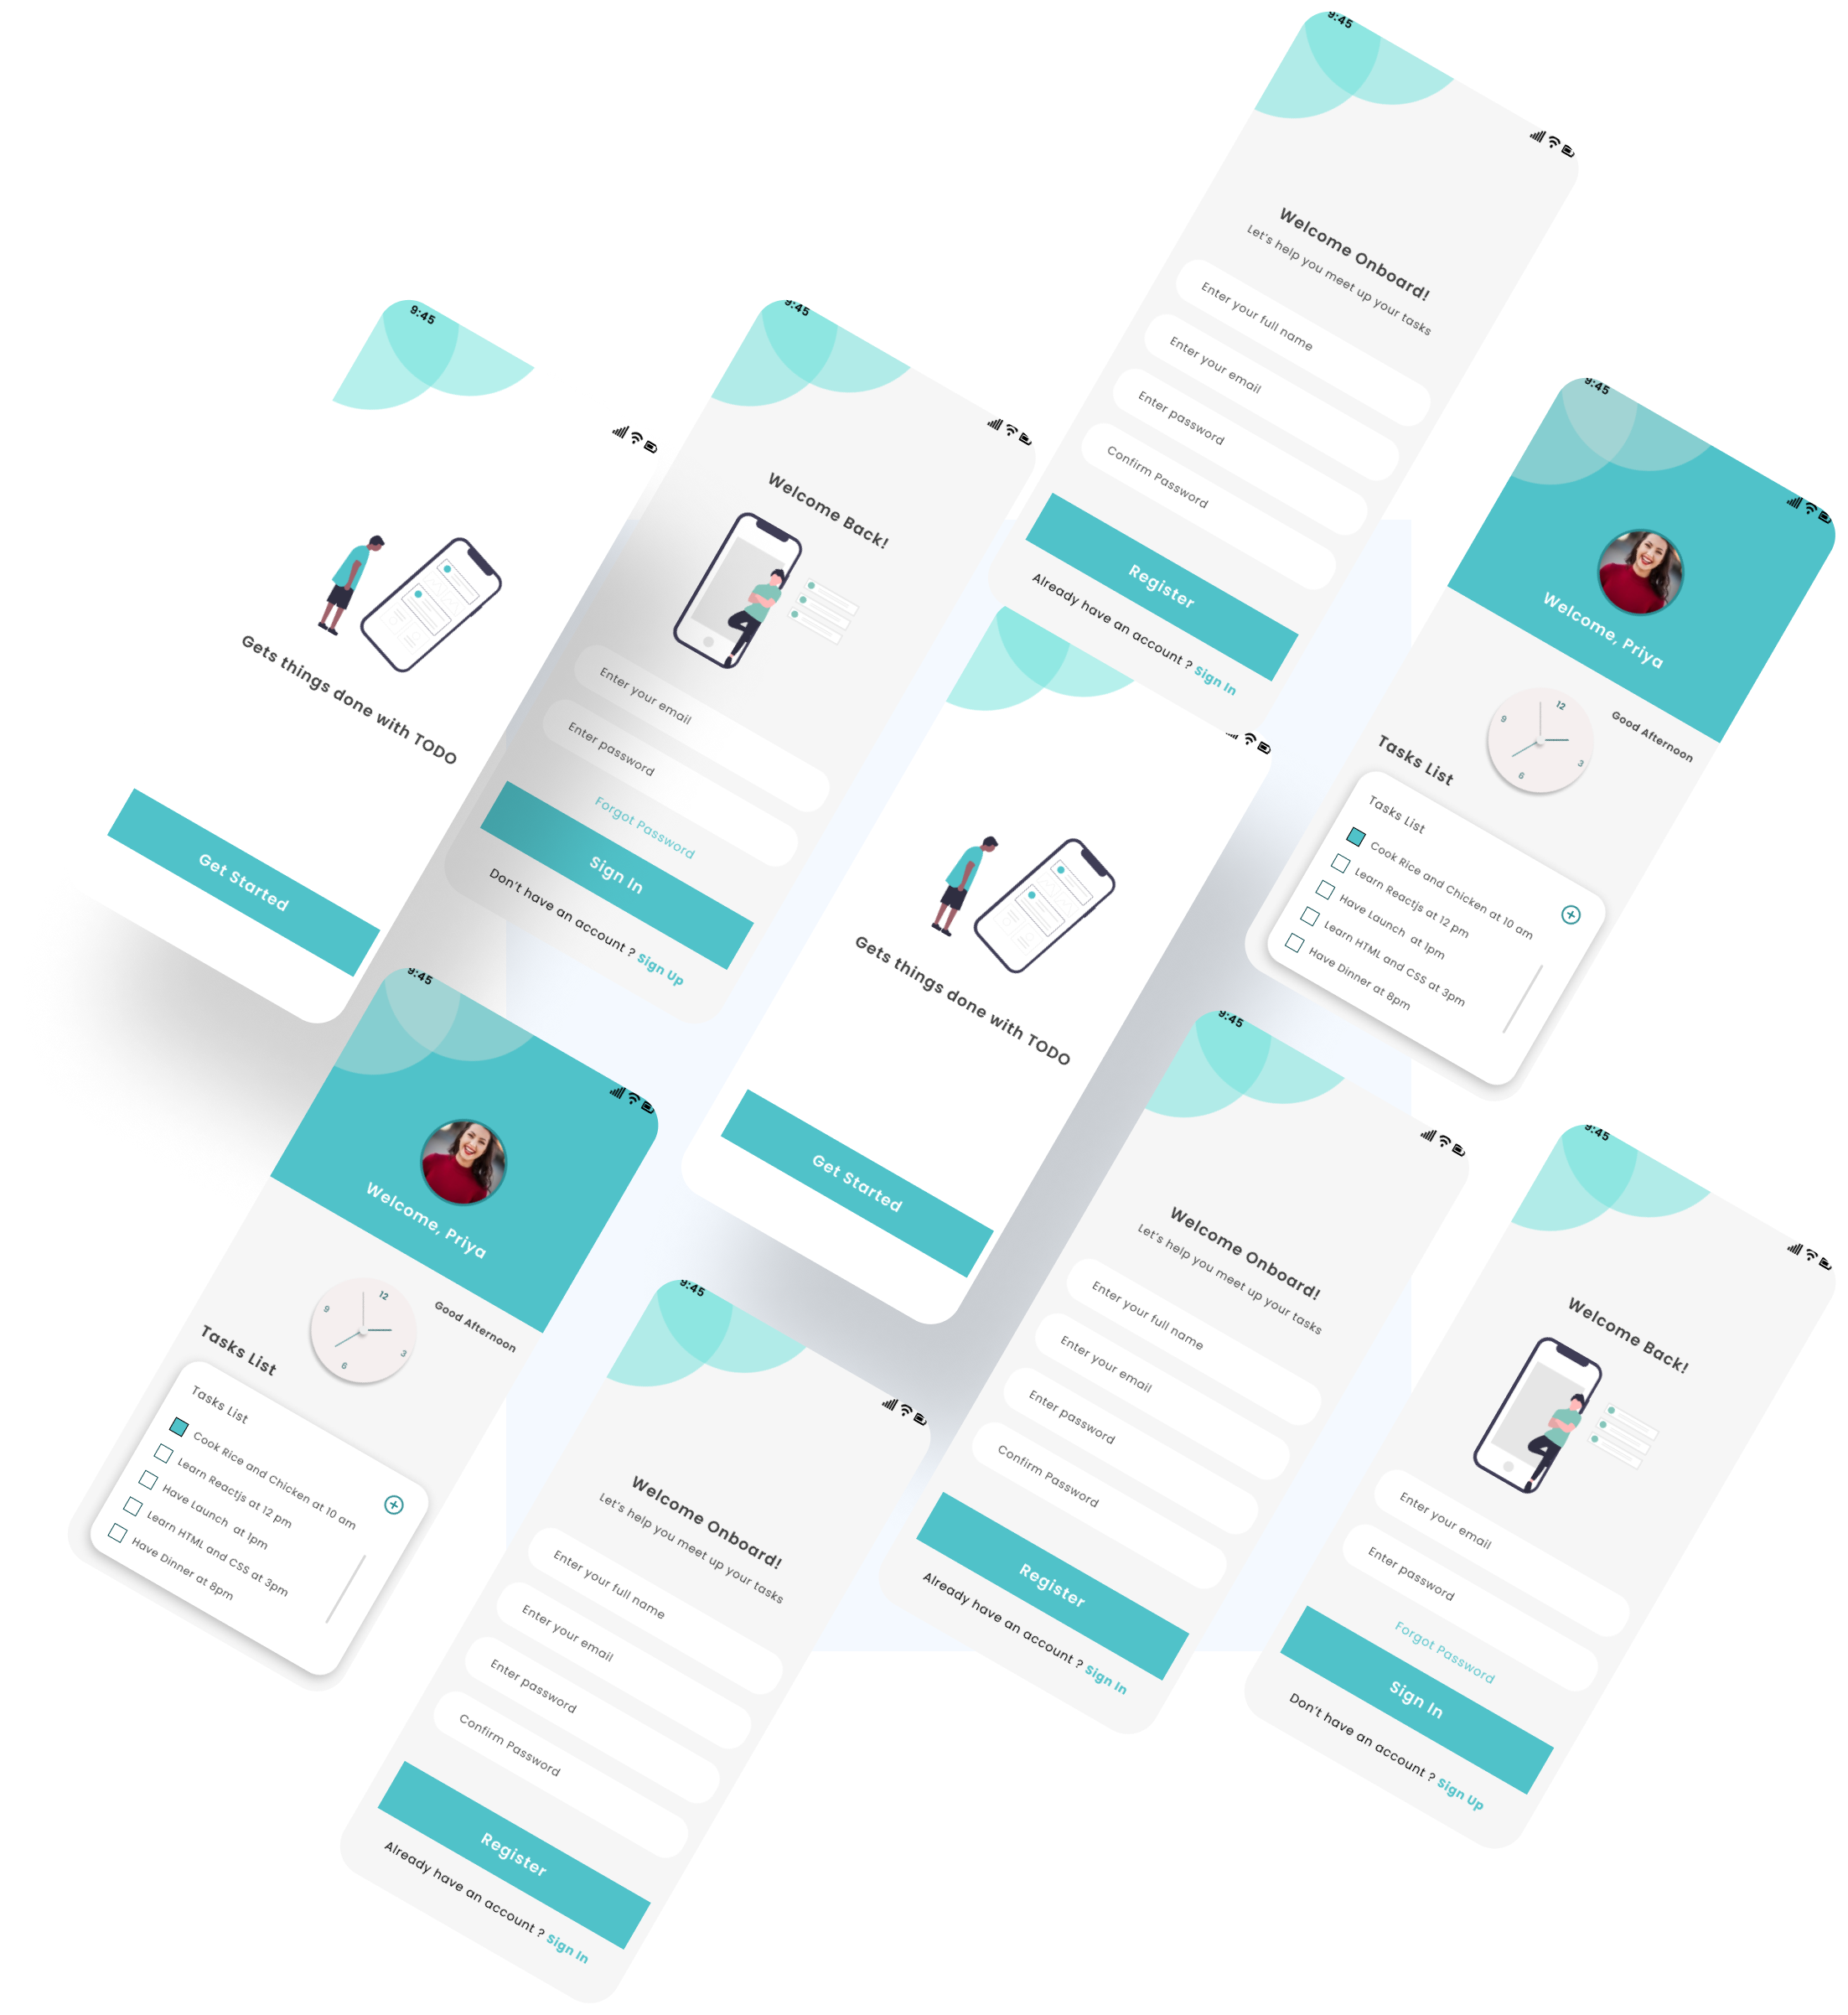 9:45
Welcome Onboard!
Let's help you meet up your tasks
Enter your full name
Enter your email
Enter password
Confirm Password
Register
Already have an account ? Sign In
9:45
Gets things done with TODO
Get Started
9:45
Welcome Back!
Enter your email
Enter password
Forgot Password
Sign In
Don't have an account ? Sign Up
9:45
Welcome, Priya
Good Afternoon
12
3
6
9
Tasks List
Tasks List
Cook Rice and Chicken at 10 am
Learn Reactjs at 12 pm
Have Launch at 1pm
Learn HTML and CSS at 3pm
Have Dinner at 8pm
Gets things done with TODO
Get Started
9:45
Welcome, Priya
Good Afternoon
12
3
6
9
Tasks List
Tasks List
Cook Rice and Chicken at 10 am
Learn Reactjs at 12 pm
Have Launch at 1pm
Learn HTML and CSS at 3pm
Have Dinner at 8pm
9:45
Welcome Onboard!
Let's help you meet up your tasks
Enter your full name
Enter your email
Enter password
Confirm Password
Register
Already have an account ? Sign In
9:45
Welcome Back!
Enter your email
Enter password
Forgot Password
Sign In
Don't have an account ? Sign Up
9:45
Welcome Onboard!
Let's help you meet up your tasks
Enter your full name
Enter your email
Enter password
Confirm Password
Register
Already have an account ? Sign In